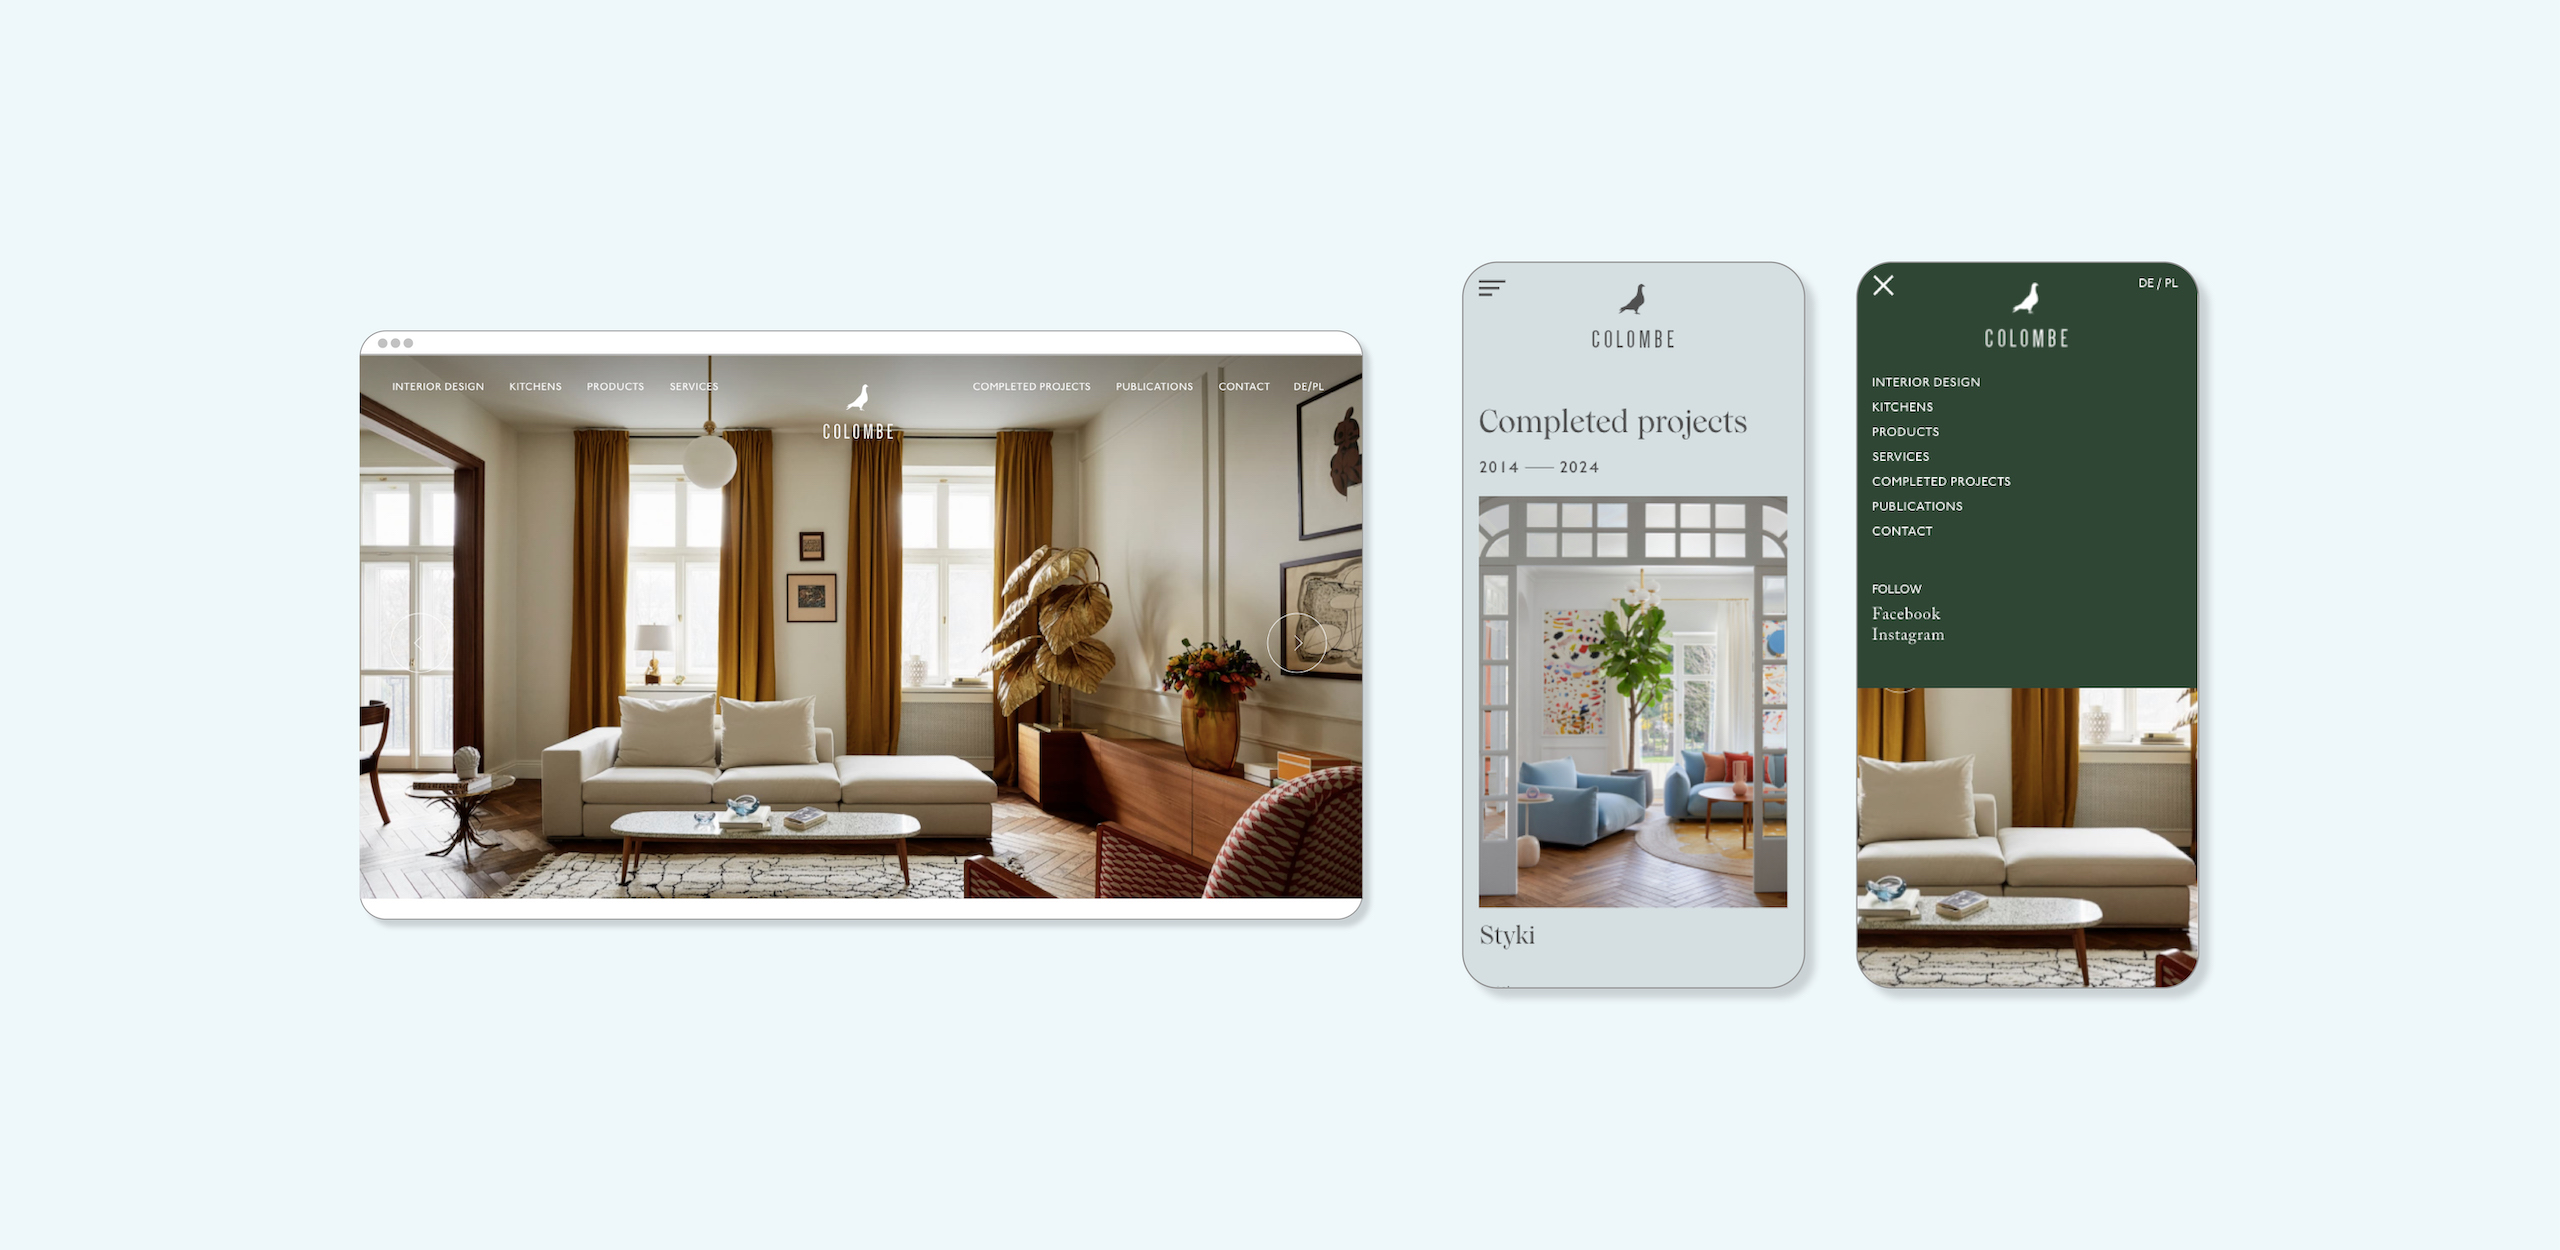 INTERIOR DESIGN KITCHENS PRODUCTS SERVICES COMPLETED PROJECTS PUBLICATIONS CONTACT DE/PL
COLOMBE
COLOMBE
Completed projects
2014 — 2024
Styki
DE / PL
COLOMBE
INTERIOR DESIGN
KITCHENS
PRODUCTS
SERVICES
COMPLETED PROJECTS
PUBLICATIONS
CONTACT
FOLLOW
Facebook
Instagram